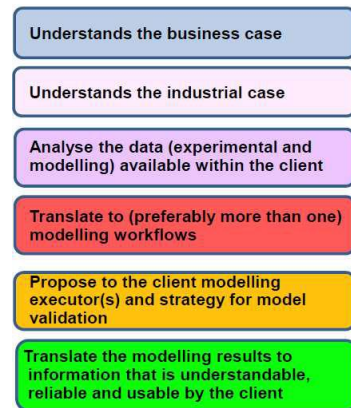 Understands the business case
Understands the industrial case
Analyse the data (experimental and
modelling) available within the client
Translate to (preferably more than one)
modelling workflows
Propose to the client modelling
executor(s) and strategy for model
validation
Translate the modelling results to
information that is understandable,
reliable and usable by the client